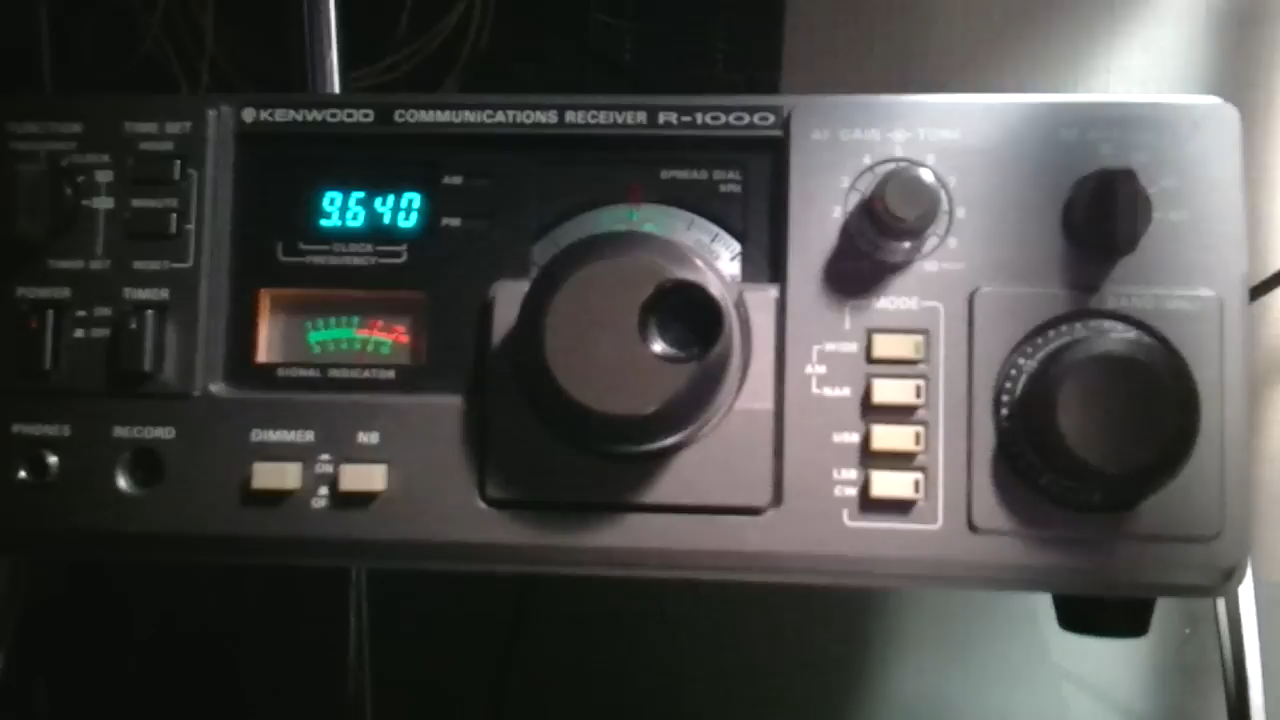 KENWOOD COMMUNICATIONS RECEIVER R-1000
FUNCTION
TIME SET
CLOCK
HOUR
MINUTE
TIMER SET
RESET
AM
PM
9.640
CLOCK
FREQUENCY
SPREAD DIAL
kHz
AF GAIN TONE
POWER
TIMER
ON
OFF
SIGNAL INDICATOR
MODE
WIDE
AM
NAR
USB
LSB
CW
BAND
PHONES
RECORD
DIMMER
NB
ON
OFF